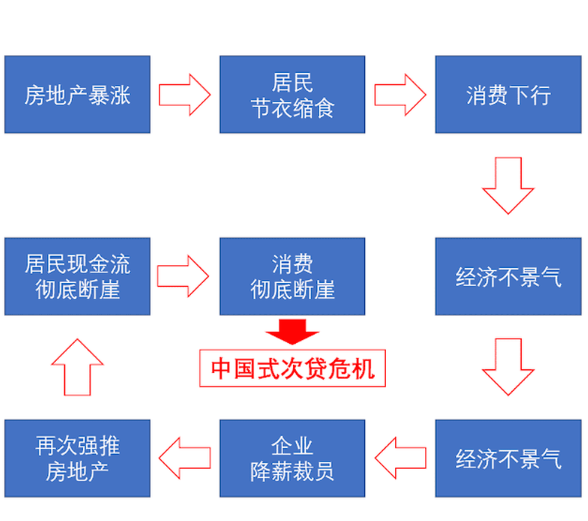 房地产暴涨
居民
节衣缩食
消费下行
居民现金流
彻底断崖
消费
彻底断崖
经济不景气
中国式次贷危机
再次强推
房地产
企业
降薪裁员
经济不景气